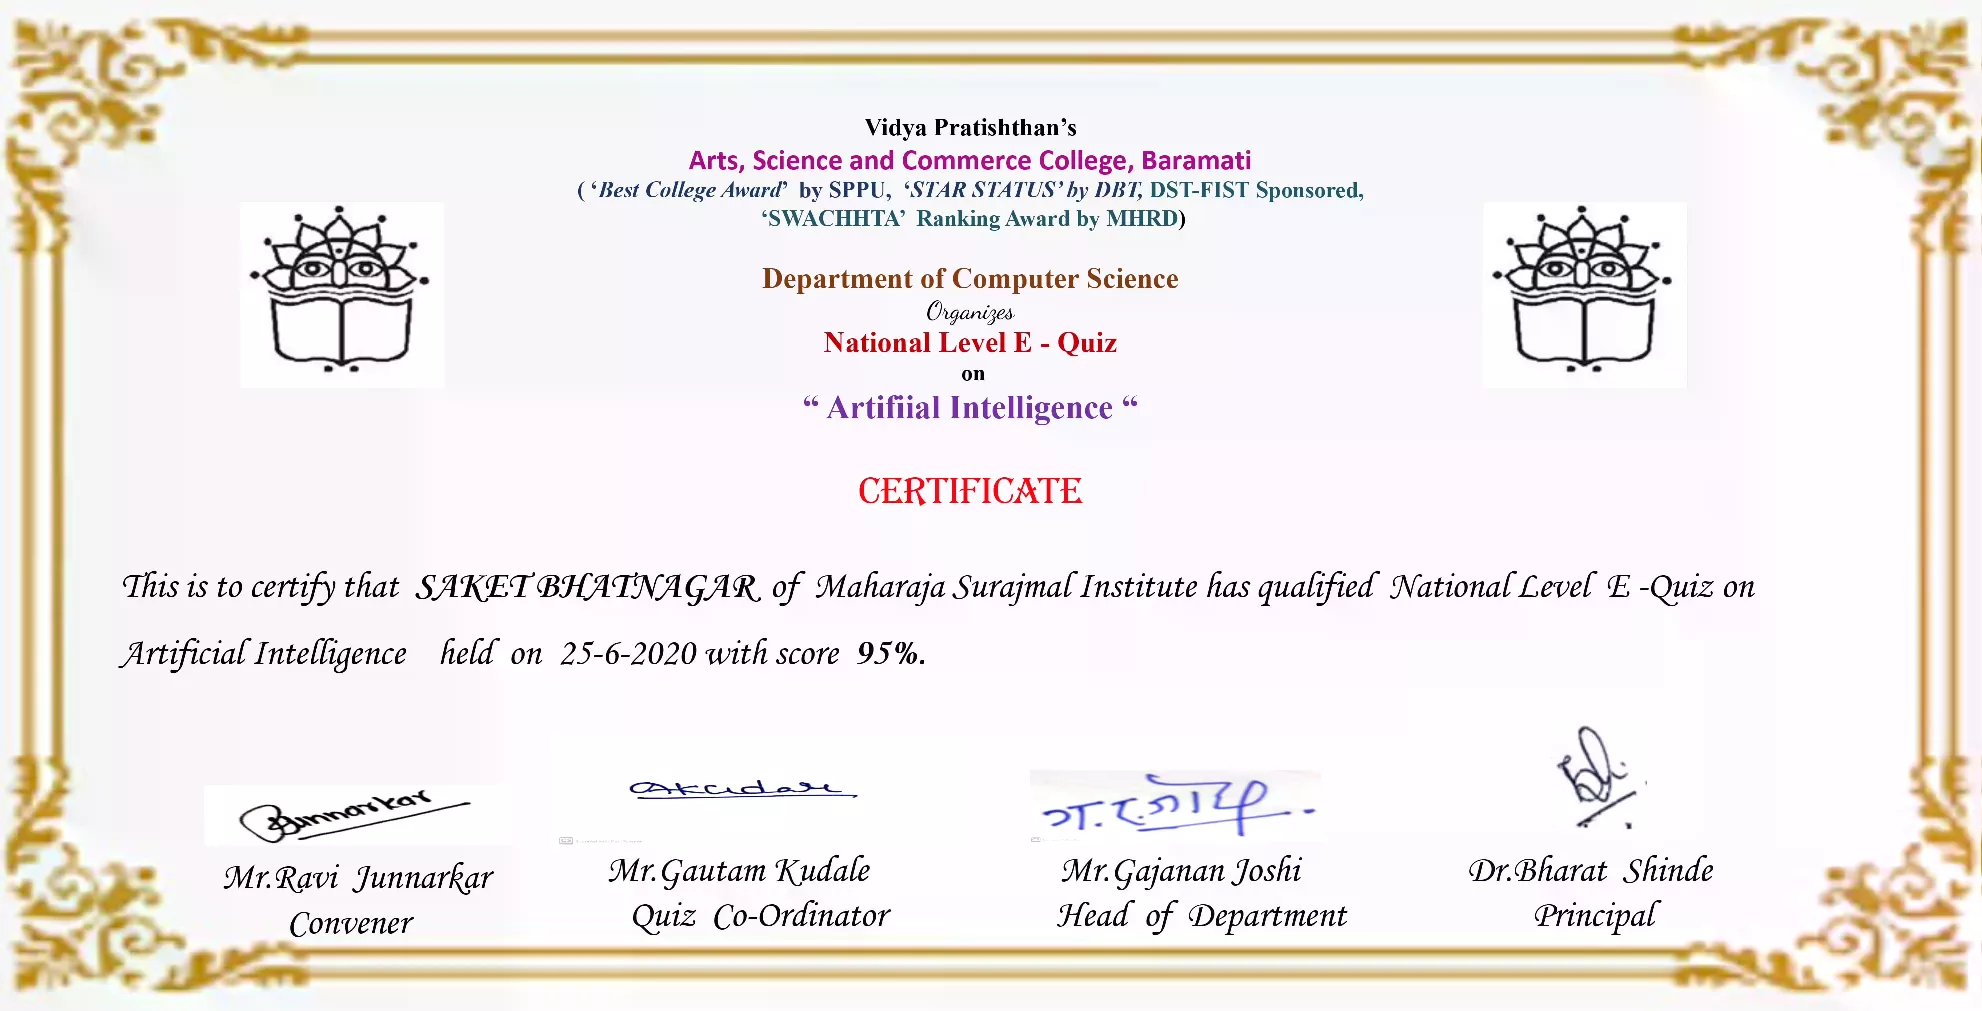 Vidya Pratishthan’s
Arts, Science and Commerce College, Baramati
( ‘Best College Award’ by SPPU, ‘STAR STATUS’ by DBT, DST-FIST Sponsored,
‘SWACHHTA’ Ranking Award by MHRD)
Department of Computer Science
Organizes
National Level E - Quiz
on
“ Artifiial Intelligence “
CERTIFICATE
This is to certify that SAKET BHATNAGAR of Maharaja Surajmal Institute has qualified National Level E -Quiz on
Artificial Intelligence held on 25-6-2020 with score 95%.
Junnarkar
Mr.Ravi Junnarkar
Mr.Gautam Kudale
Mr.Gajanan Joshi
Dr.Bharat Shinde
Convener
Quiz Co-Ordinator
Head of Department
Principal